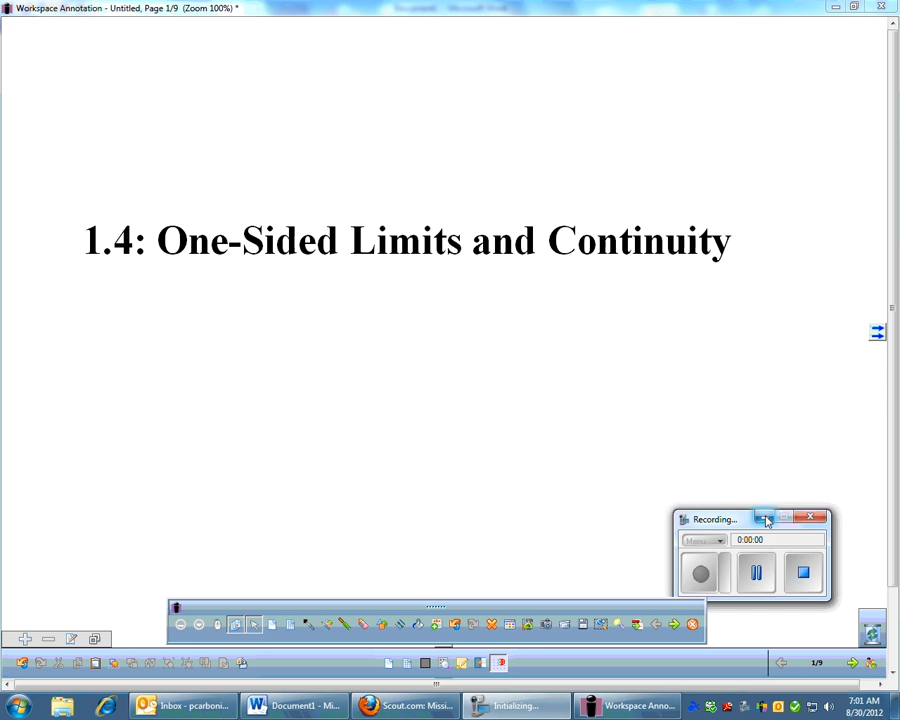 Workspace Annotation - Untitled, Page 1/9 (Zoom 100%) *
1.4: One-Sided Limits and Continuity
Recording...
Menu
0:00:00
1/9
Inbox - pcarboni...
Document1 - Mi...
Scout.com: Missi...
Initializing...
Workspace Anno...
7:01 AM
8/30/2012